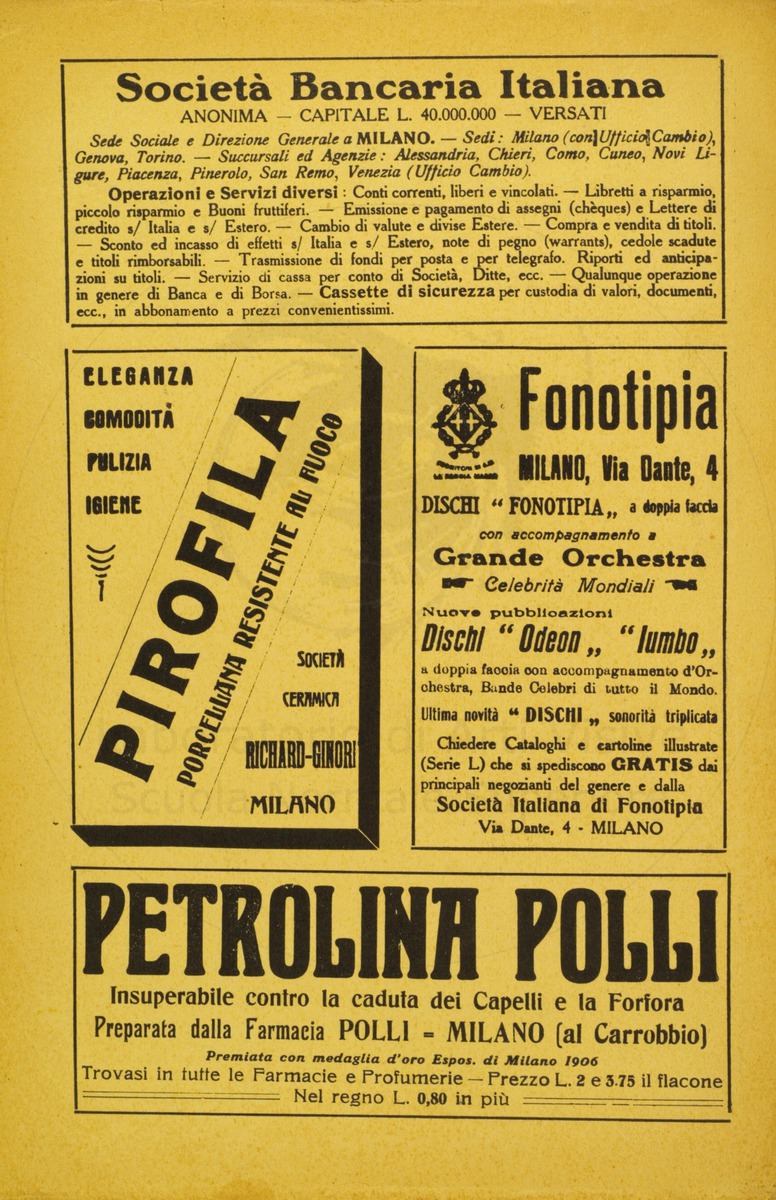 Società Bancaria Italiana
ANONIMA — CAPITALE L. 40.000.000 — VERSATI
Sede Sociale e Direzione Generale a MILANO. — Sedi: Milano (con Ufficio Cambio),
Genova, Torino. — Succursali ed Agenzie: Alessandria, Chieri, Como, Cuneo, Novi Li-
gure, Piacenza, Pinerolo, San Remo, Venezia (Ufficio Cambio).
Operazioni e Servizi diversi: Conti correnti, liberi e vincolati. — Libretti a risparmio,
piccolo risparmio e Buoni fruttiferi. — Emissione e pagamento di assegni (chèques) e Lettere di
credito s/ Italia e s/ Estero. — Cambio di valute e divise Estere. — Compra e vendita di titoli.
— Sconto ed incasso di effetti s/ Italia e s/ Estero, note di pegno (warrants), cedole scadute
e titoli rimborsabili. — Trasmissione di fondi per posta e per telegrafo. Riporti ed anticipa-
zioni su titoli. — Servizio di cassa per conto di Società, Ditte, ecc. — Qualunque operazione
in genere di Banca e di Borsa. — Cassette di sicurezza per custodia di valori, documenti,
ecc., in abbonamento a prezzi convenientissimi.
ELEGANZA
COMODITÀ
PULIZIA
IGIENE
PIROFILA
PORCELLANA RESISTENTE AL FUOCO
SOCIETÀ
CERAMICA
RICHARD-GINORI
MILANO
Fonotipia
MILANO, Via Dante, 4
DISCHI “ FONOTIPIA „ a doppia faccia
con accompagnamento a
Grande Orchestra
Celebrità Mondiali
Nuove pubblicazioni
Dischi “ Odeon „ “ Iumbo „
a doppia faccia con accompagnamento d'Or-
chestra, Bande Celebri di tutto il Mondo.
Ultima novità “ DISCHI „ sonorità triplicata
Chiedere Cataloghi e cartoline illustrate
(Serie L) che si spediscono GRATIS dai
principali negozianti del genere e dalla
Società Italiana di Fonotipia
Via Dante, 4 - MILANO
PETROLINA POLLI
Insuperabile contro la caduta dei Capelli e la Forfora
Preparata dalla Farmacia POLLI = MILANO (al Carrobbio)
Premiata con medaglia d'oro Espos. di Milano 1906
Trovasi in tutte le Farmacie e Profumerie — Prezzo L. 2 e 3.75 il flacone
Nel regno L. 0,80 in più